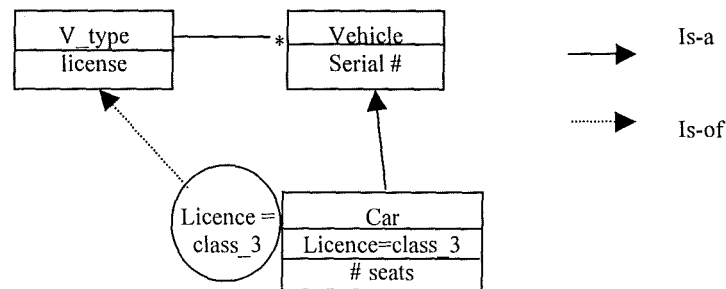 V_type
license
*
Vehicle
Serial #
Is-a
Is-of
Licence =
class_3
Car
Licence=class_3
# seats